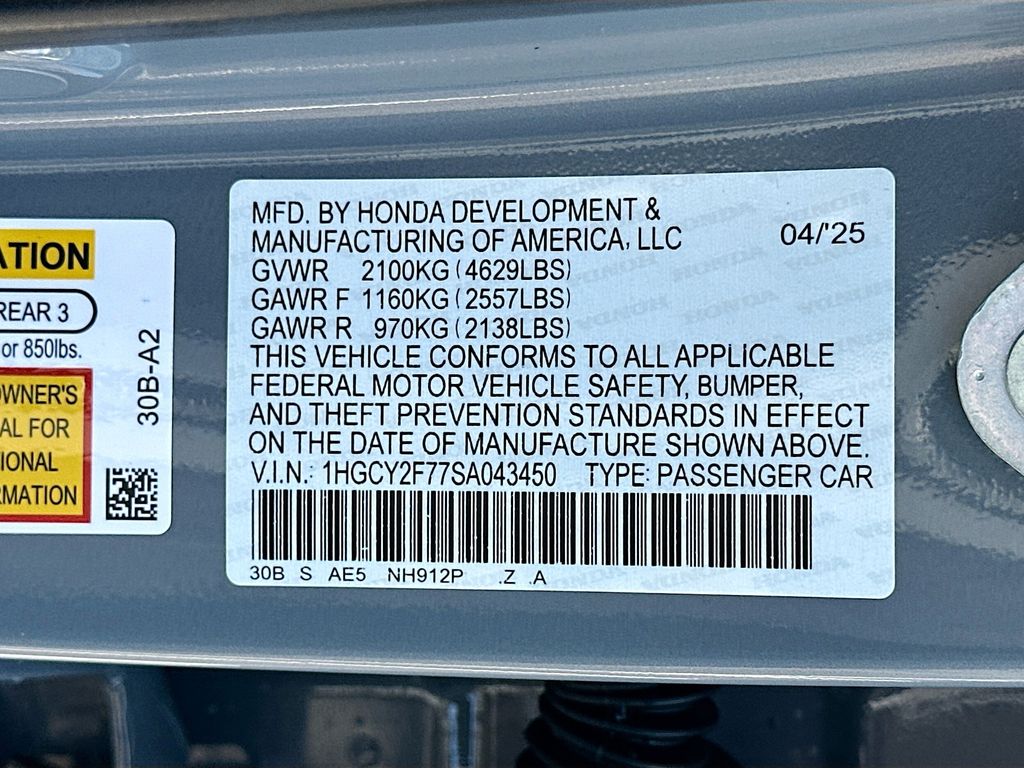 ATION
REAR 3
or 850lbs.
OWNER'S
AL FOR
TIONAL
RMATION
30B-A2
MFD. BY HONDA DEVELOPMENT &
MANUFACTURING OF AMERICA, LLC 04/'25
GVWR 2100KG (4629LBS)
GAWR F 1160KG (2557LBS)
GAWR R 970KG (2138LBS)
THIS VEHICLE CONFORMS TO ALL APPLICABLE
FEDERAL MOTOR VEHICLE SAFETY, BUMPER,
AND THEFT PREVENTION STANDARDS IN EFFECT
ON THE DATE OF MANUFACTURE SHOWN ABOVE.
V.I.N.: 1HGCY2F77SA043450 TYPE: PASSENGER CAR
30B S AE5 NH912P .Z .A